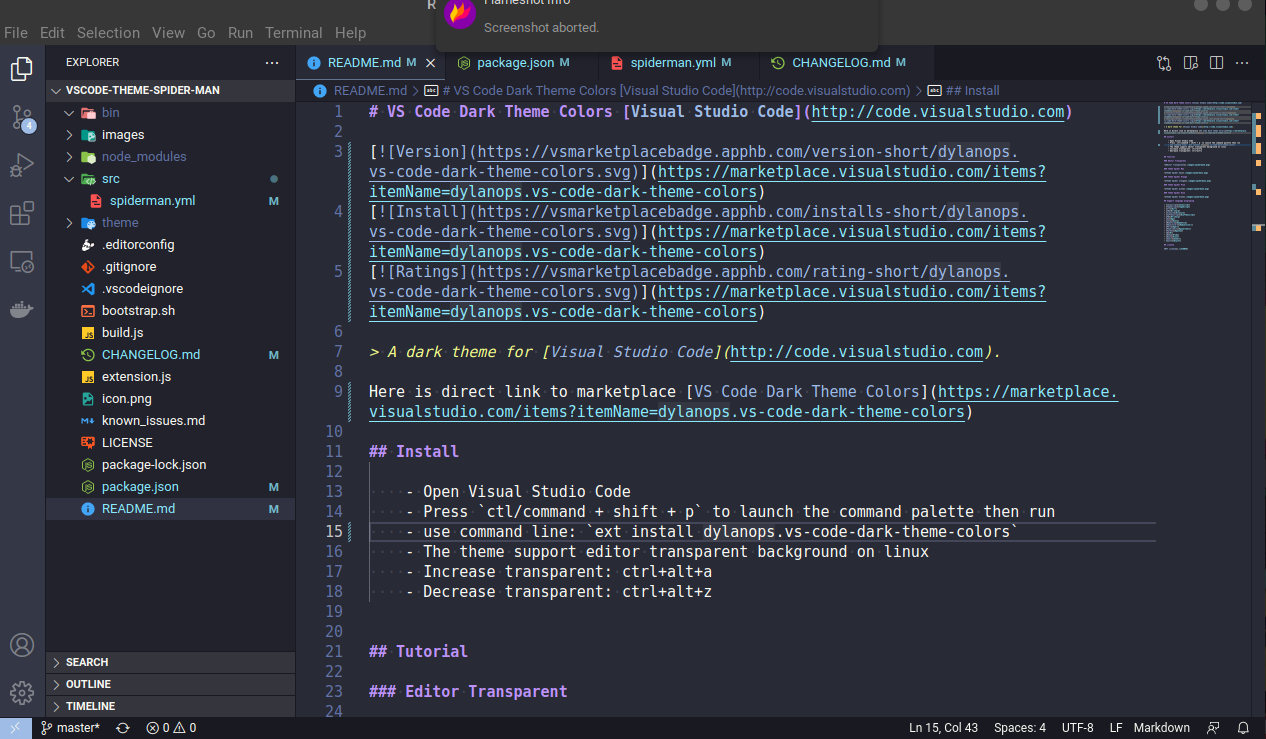 R
Flameshot Info
Screenshot aborted.
File Edit Selection View Go Run Terminal Help
EXPLORER
README.md M
package.json M
spiderman.yml M
CHANGELOG.md M
VSCODE-THEME-SPIDER-MAN
README.md > # VS Code Dark Theme Colors [Visual Studio Code](http://code.visualstudio.com) > ## Install
4
bin
images
node_modules
src
spiderman.yml M
theme
.editorconfig
.gitignore
.vscodeignore
bootstrap.sh
build.js
CHANGELOG.md M
extension.js
icon.png
known_issues.md
LICENSE
package-lock.json
package.json M
README.md M
SEARCH
OUTLINE
TIMELINE
1 # VS Code Dark Theme Colors [Visual Studio Code](http://code.visualstudio.com)
2
3 [![Version](https://vsmarketplacebadge.apphb.com/version-short/dylanops.
vs-code-dark-theme-colors.svg)](https://marketplace.visualstudio.com/items?
itemName=dylanops.vs-code-dark-theme-colors)
4 [![Install](https://vsmarketplacebadge.apphb.com/installs-short/dylanops.
vs-code-dark-theme-colors.svg)](https://marketplace.visualstudio.com/items?
itemName=dylanops.vs-code-dark-theme-colors)
5 [![Ratings](https://vsmarketplacebadge.apphb.com/rating-short/dylanops.
vs-code-dark-theme-colors.svg)](https://marketplace.visualstudio.com/items?
itemName=dylanops.vs-code-dark-theme-colors)
6
7 > A dark theme for [Visual Studio Code](http://code.visualstudio.com).
8
9 Here is direct link to marketplace [VS Code Dark Theme Colors](https://marketplace.
visualstudio.com/items?itemName=dylanops.vs-code-dark-theme-colors)
10
11 ## Install
12
13 - Open Visual Studio Code
14 - Press `ctl/command + shift + p` to launch the command palette then run
15 - use command line: `ext install dylanops.vs-code-dark-theme-colors`
16 - The theme support editor transparent background on linux
17 - Increase transparent: ctrl+alt+a
18 - Decrease transparent: ctrl+alt+z
19
20
21 ## Tutorial
22
23 ### Editor Transparent
24
master* 0 0 Ln 15, Col 43 Spaces: 4 UTF-8 LF Markdown